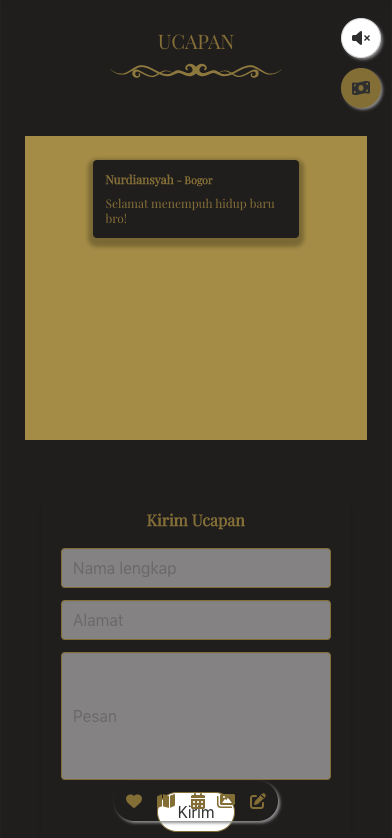 UCAPAN
Nurdiansyah - Bogor
Selamat menempuh hidup baru
bro!
Kirim Ucapan
Nama lengkap
Alamat
Pesan
Kirim